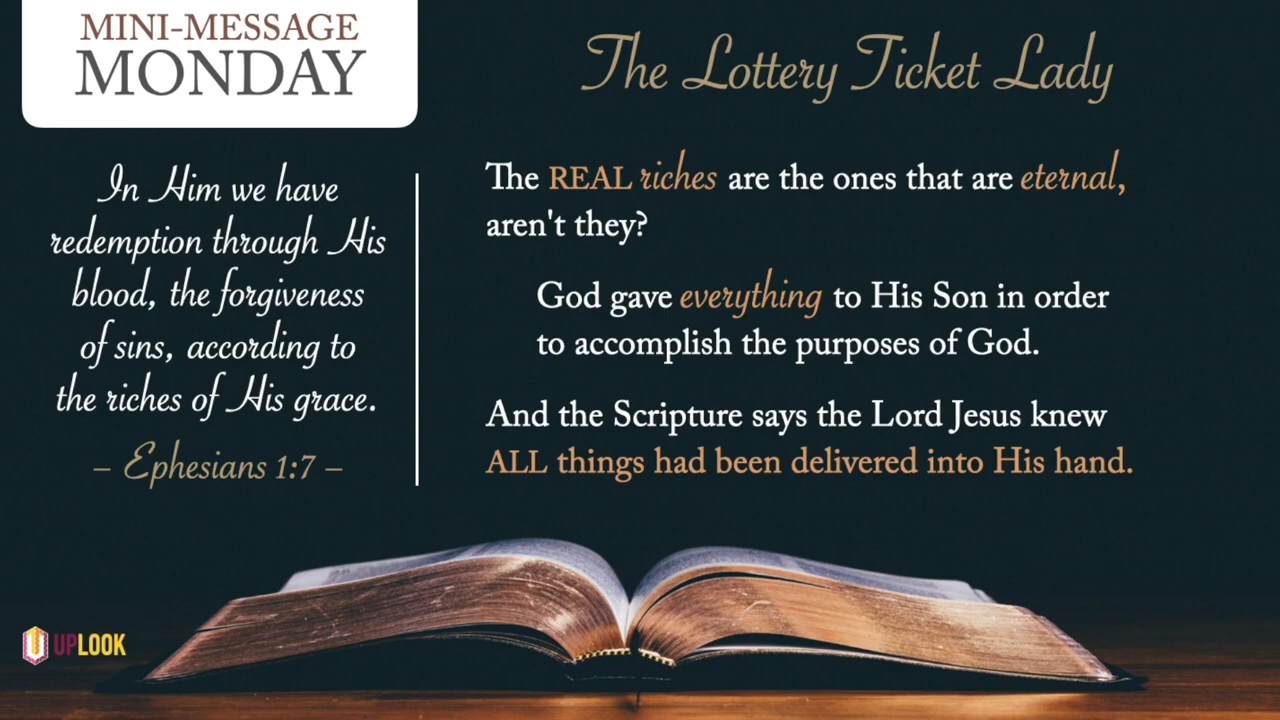 MINI-MESSAGE
MONDAY
The Lottery Ticket Lady
In Him we have
redemption through His
blood, the forgiveness
of sins, according to
the riches of His grace.
– Ephesians 1:7 –
The REAL riches are the ones that are eternal,
aren't they?
God gave everything to His Son in order
to accomplish the purposes of God.
And the Scripture says the Lord Jesus knew
ALL things had been delivered into His hand.
UPLOOK